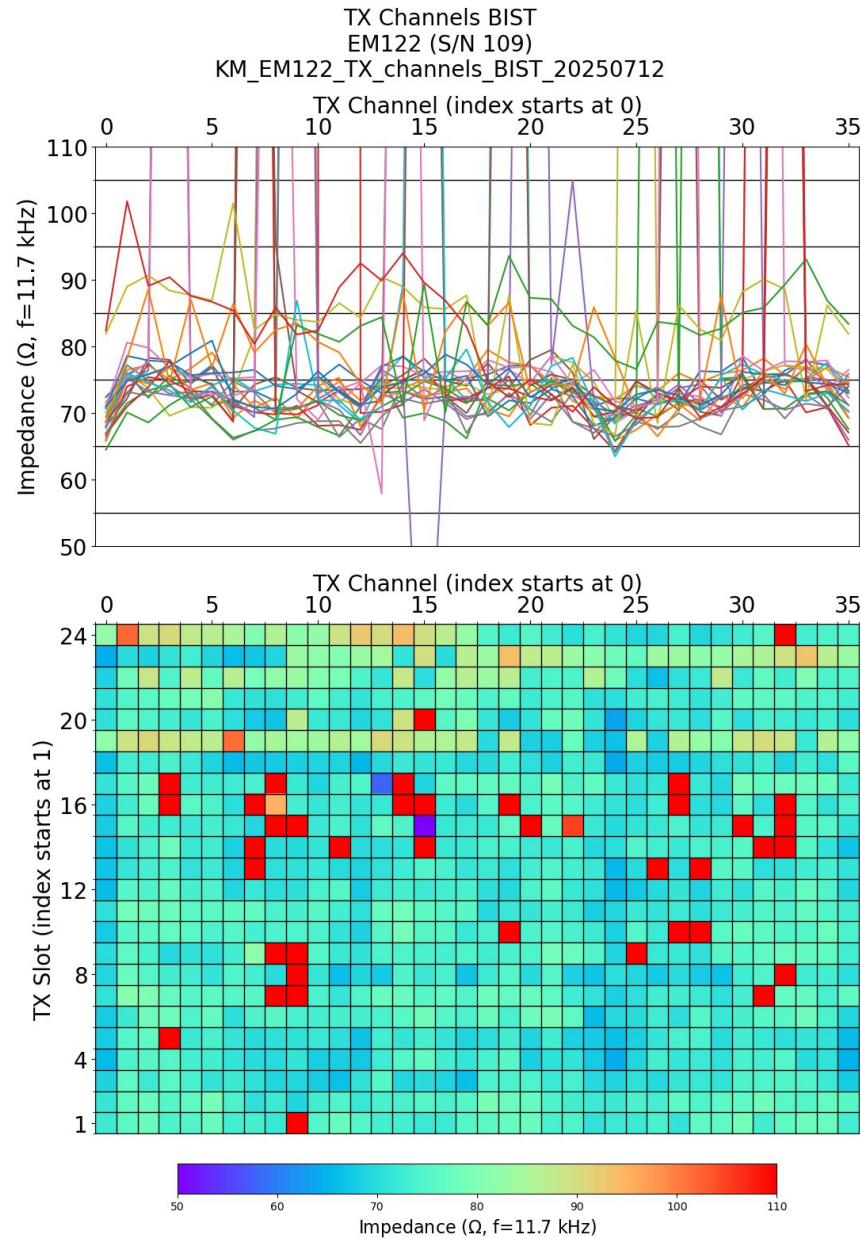 TX Channels BIST
EM122 (S/N 109)
KM_EM122_TX_channels_BIST_20250712
TX Channel (index starts at 0)
0 5 10 15 20 25 30 35
110
100
90
80
70
60
50
Impedance (Ω, f=11.7 kHz)
TX Channel (index starts at 0)
0 5 10 15 20 25 30 35
24
20
16
12
8
4
1
TX Slot (index starts at 1)
50 60 70 80 90 100 110
Impedance (Ω, f=11.7 kHz)